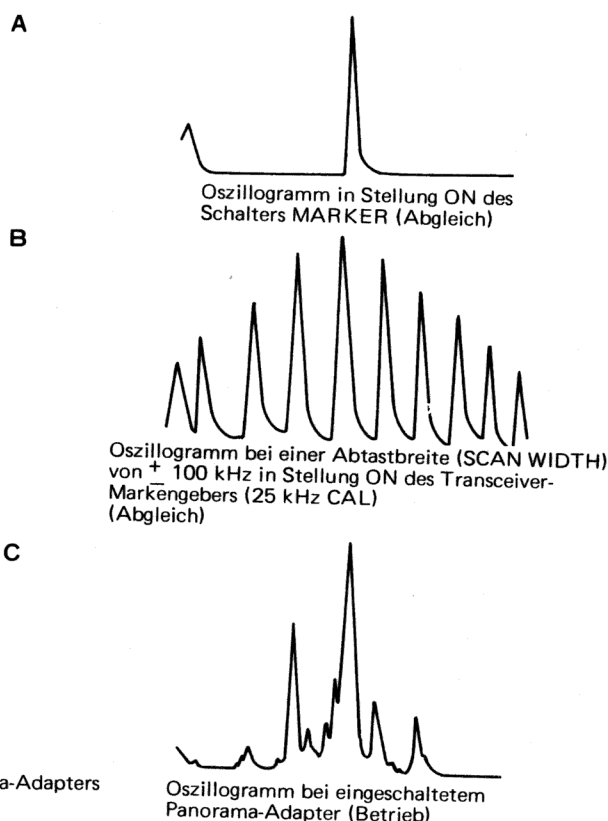 A
Oszillogramm in Stellung ON des
Schalters MARKER (Abgleich)
B
Oszillogramm bei einer Abtastbreite (SCAN WIDTH)
von ± 100 kHz in Stellung ON des Transceiver-
Markengebers (25 kHz CAL)
(Abgleich)
C
a-Adapters
Oszillogramm bei eingeschaltetem
Panorama-Adapter (Betrieb)